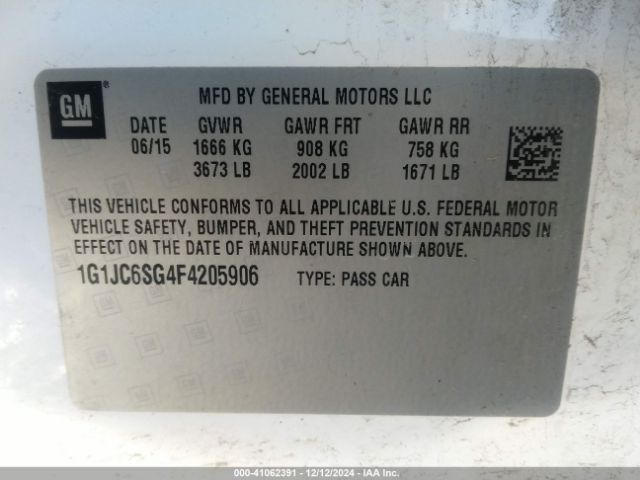 GM ®
MFD BY GENERAL MOTORS LLC
DATE GVWR GAWR FRT GAWR RR
06/15 1666 KG 908 KG 758 KG
3673 LB 2002 LB 1671 LB
THIS VEHICLE CONFORMS TO ALL APPLICABLE U.S. FEDERAL MOTOR
VEHICLE SAFETY, BUMPER, AND THEFT PREVENTION STANDARDS IN
EFFECT ON THE DATE OF MANUFACTURE SHOWN ABOVE.
1G1JC6SG4F4205906 TYPE: PASS CAR
000-41062391 - 12/12/2024 - IAA Inc.